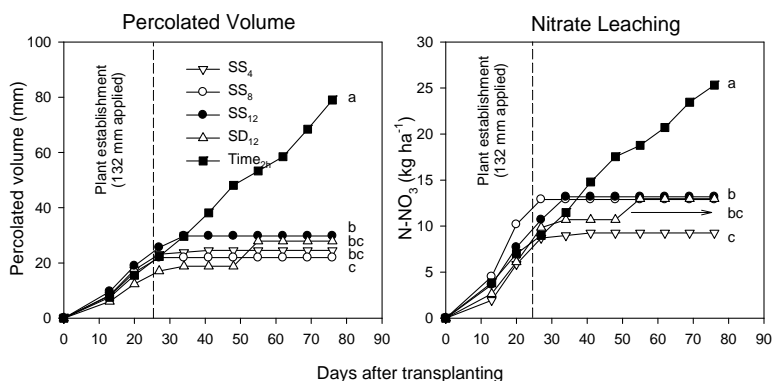 Percolated Volume
Nitrate Leaching
Percolated volume (mm)
100
80
60
40
20
0
Plant establishment
(132 mm applied)
SS4
SS8
SS12
SD12
Time2h
a
b
bc
bc
c
0 10 20 30 40 50 60 70 80 90
N-NO3 (kg ha-1)
30
25
20
15
10
5
0
Plant establishment
(132 mm applied)
a
b
bc
c
0 10 20 30 40 50 60 70 80 90
Days after transplanting